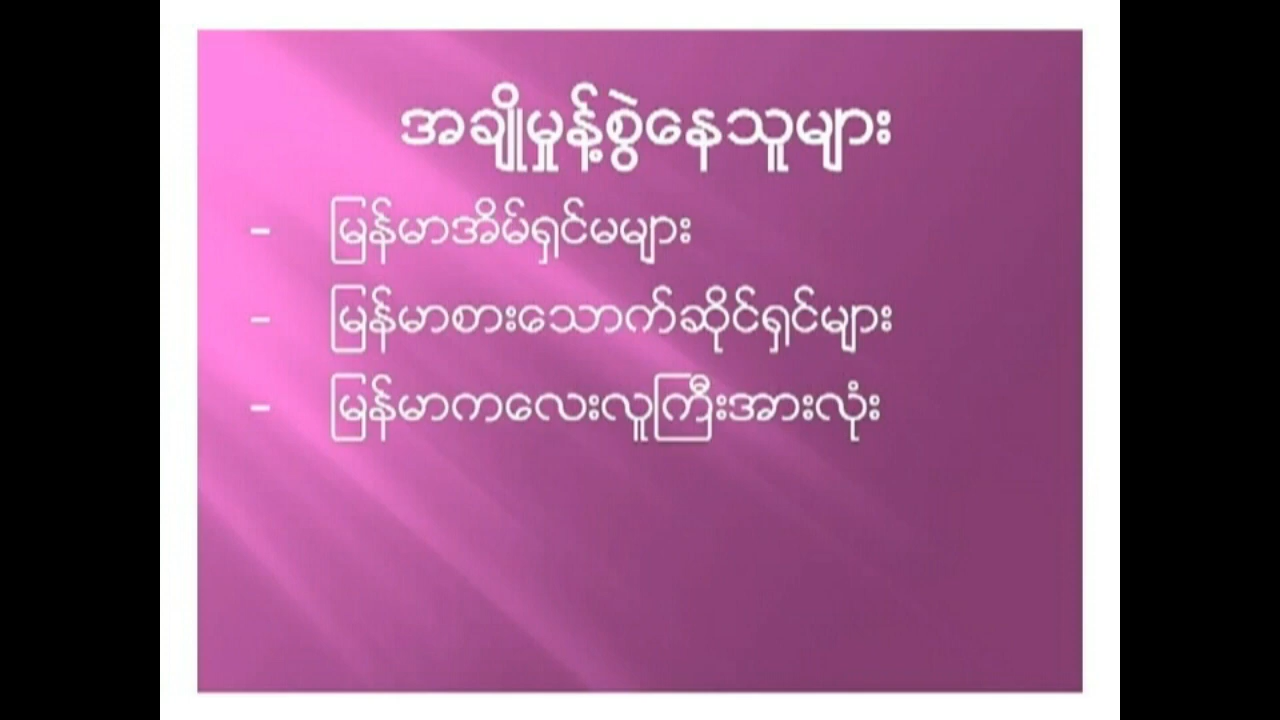 အချိုမှုန့်စွဲနေသူများ
- မြန်မာအိမ်ရှင်မများ
- မြန်မာစားသောက်ဆိုင်ရှင်များ
- မြန်မာကလေးလူကြီးအားလုံး